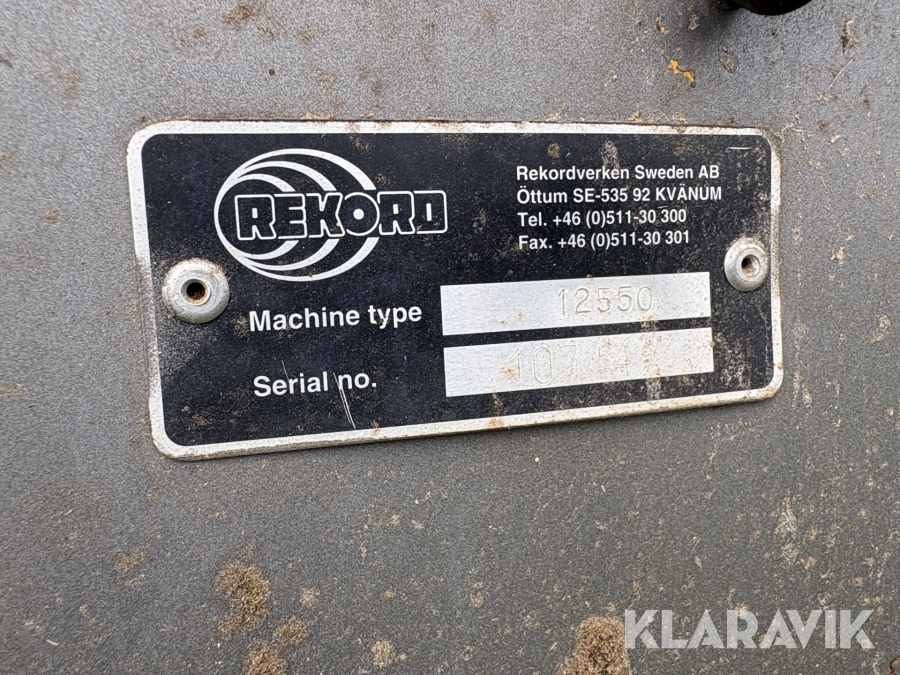 REKORD
Rekordverken Sweden AB
Öttum SE-535 92 KVÄNUM
Tel. +46 (0)511-30 300
Fax. +46 (0)511-30 301
Machine type 12550
Serial no.
KLARAVIK